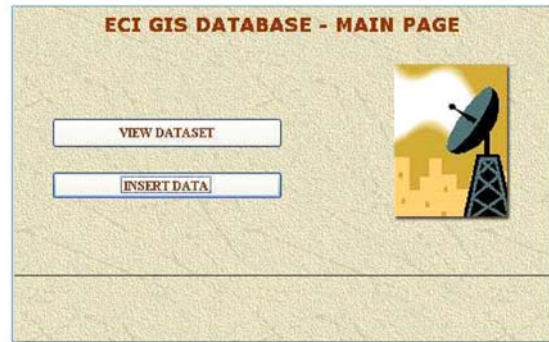 ECI GIS DATABASE - MAIN PAGE
VIEW DATASET
INSERT DATA